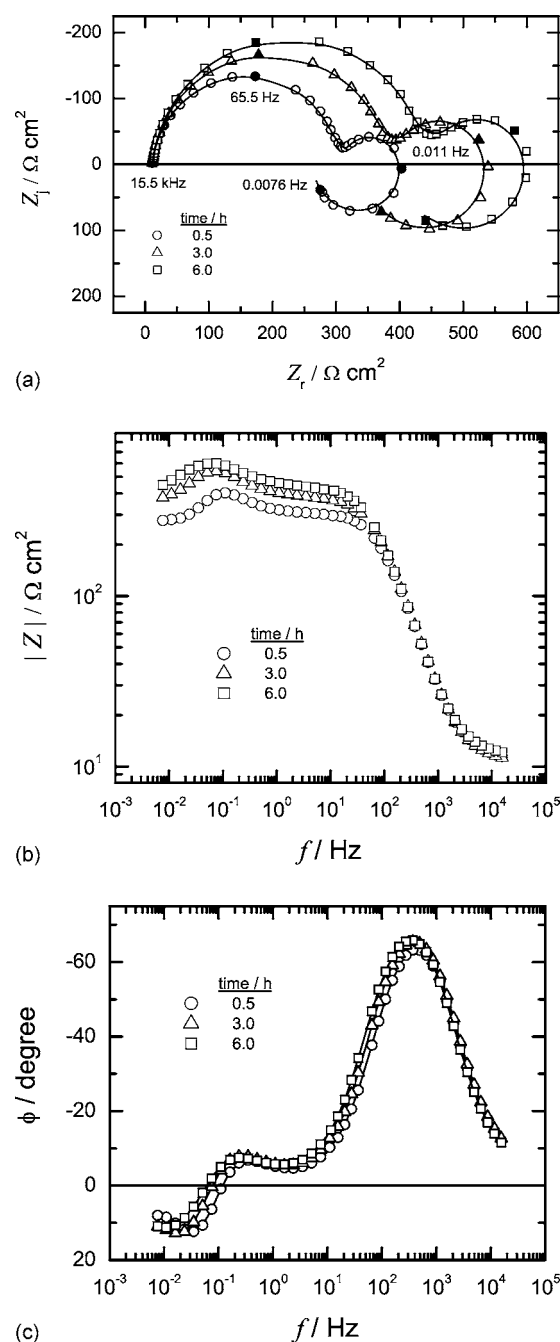 -200
-100
0
100
200
Z_j / Ω cm²
65.5 Hz
15.5 kHz
0.0076 Hz
0.011 Hz
time / h
0.5
3.0
6.0
0 100 200 300 400 500 600
(a)
Z_r / Ω cm²
10²
10¹
| Z | / Ω cm²
time / h
0.5
3.0
6.0
10⁻³ 10⁻² 10⁻¹ 10⁰ 10¹ 10² 10³ 10⁴ 10⁵
(b)
f / Hz
-60
-40
-20
0
20
ϕ / degree
time / h
0.5
3.0
6.0
10⁻³ 10⁻² 10⁻¹ 10⁰ 10¹ 10² 10³ 10⁴ 10⁵
(c)
f / Hz